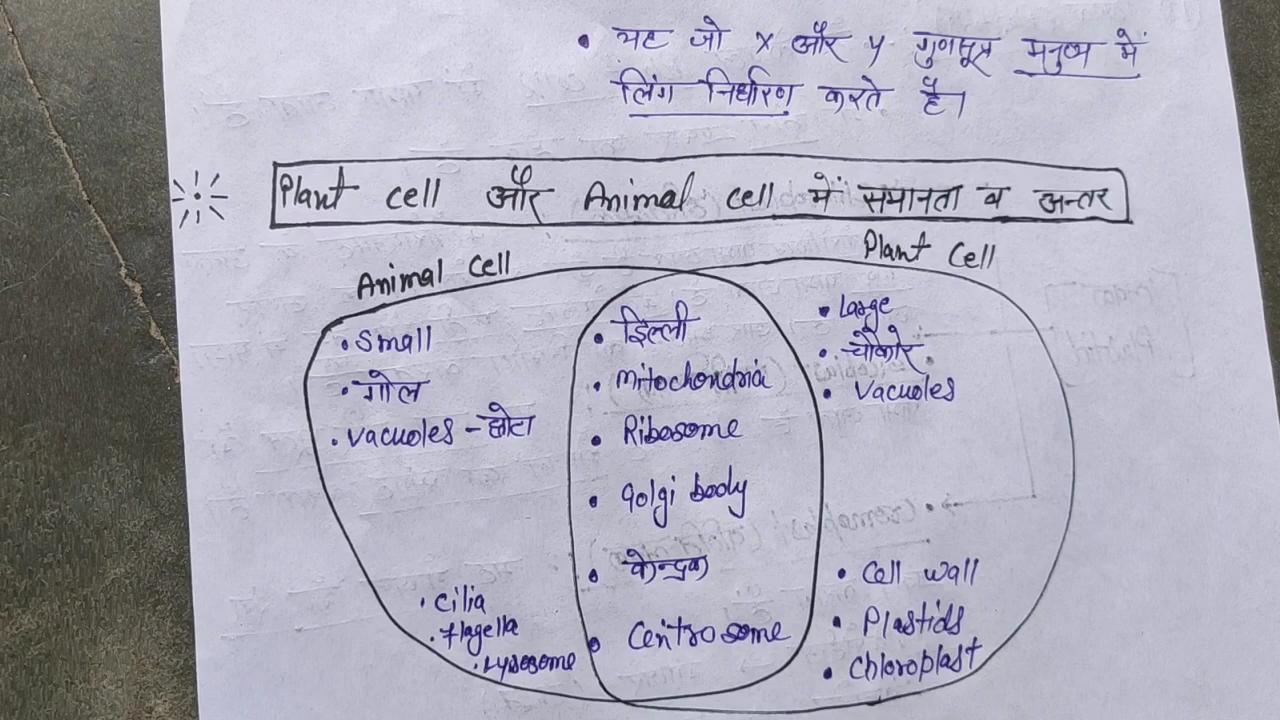 • यह जो x और y गुणसूत्र मनुष्य में
लिंग निर्धारण करते है।
Plant cell और Animal cell में समानता व अन्तर
Animal cell
• Small
• गोल
• Vacuoles - छोटा
• Cilia
• Flagella
• Lysosome
• झिल्ली
• Mitochondria
• Ribosome
• Golgi body
• केन्द्रक
• Centrosome
Plant Cell
• Large
• चौकोर
• Vacuoles
• Cell wall
• Plastids
• Chloroplast